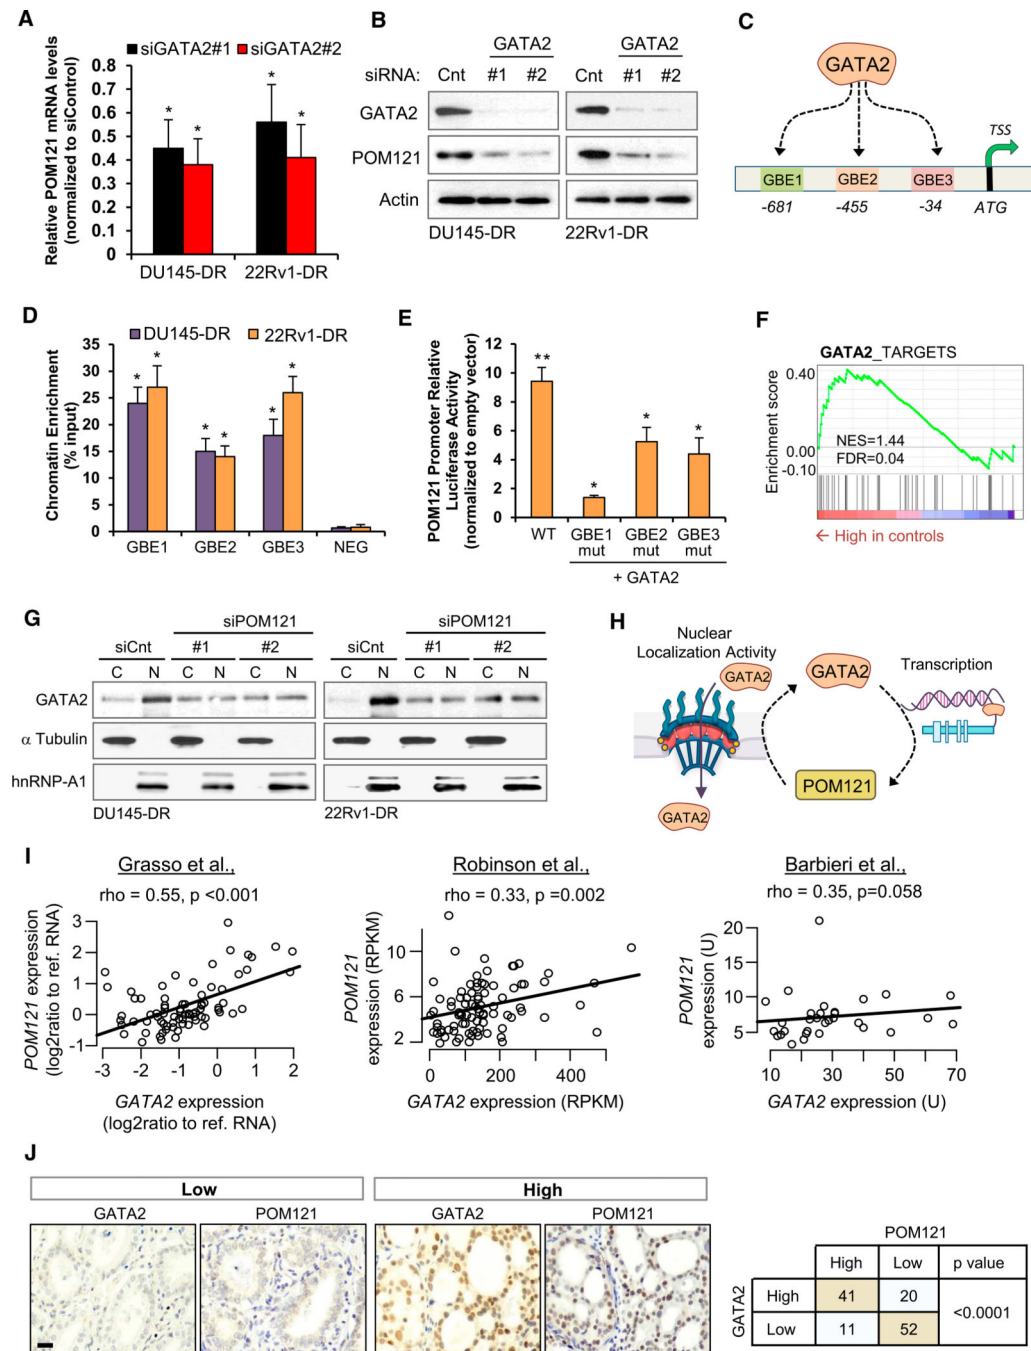 A
siGATA2#1 siGATA2#2
Relative POM121 mRNA levels
(normalized to siControl)
0.8
0.7
0.6
0.5
0.4
0.3
0.2
0.1
0
* * * *
DU145-DR 22Rv1-DR
B
GATA2 GATA2
siRNA: Cnt #1 #2 Cnt #1 #2
GATA2
POM121
Actin
DU145-DR 22Rv1-DR
C
GATA2
TSS
GBE1 GBE2 GBE3
-681 -455 -34 ATG
D
DU145-DR 22Rv1-DR
Chromatin Enrichment
(% input)
35
30
25
20
15
10
5
0
* * * * * *
GBE1 GBE2 GBE3 NEG
E
POM121 Promoter Relative
Luciferase Activity
(normalized to empty vector)
12
10
8
6
4
2
0
** * * *
WT GBE1 GBE2 GBE3
mut mut mut
+ GATA2
F
GATA2_TARGETS
Enrichment score
0.40
0.00
-0.10
NES=1.44
FDR=0.04
← High in controls
G
siPOM121 siPOM121
siCnt #1 #2 siCnt #1 #2
C N C N C N C N C N C N
GATA2
α Tubulin
hnRNP-A1
DU145-DR 22Rv1-DR
H
Nuclear
Localization Activity
GATA2
GATA2
Transcription
POM121
GATA2
I
Grasso et al.,
rho = 0.55, p <0.001
POM121 expression
(log2ratio to ref. RNA)
3
2
1
0
-1
-3 -2 -1 0 1 2
GATA2 expression
(log2ratio to ref. RNA)
Robinson et al.,
rho = 0.33, p =0.002
POM121
expression (RPKM)
10
6
2
0 200 400
GATA2 expression (RPKM)
Barbieri et al.,
rho = 0.35, p=0.058
POM121
expression (U)
20
15
10
5
10 30 50 70
GATA2 expression (U)
J
Low High
GATA2 POM121 GATA2 POM121
POM121
High Low p value
GATA2
High 41 20
<0.0001
Low 11 52